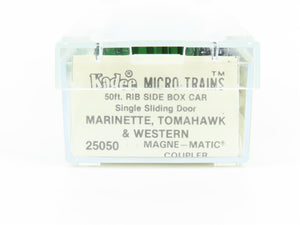 Kadee MICRO TRAINS™
50ft. RIB SIDE BOX CAR
Single Sliding Door
MARINETTE, TOMAHAWK
& WESTERN
25050 MAGNE-MATIC®
COUPLER